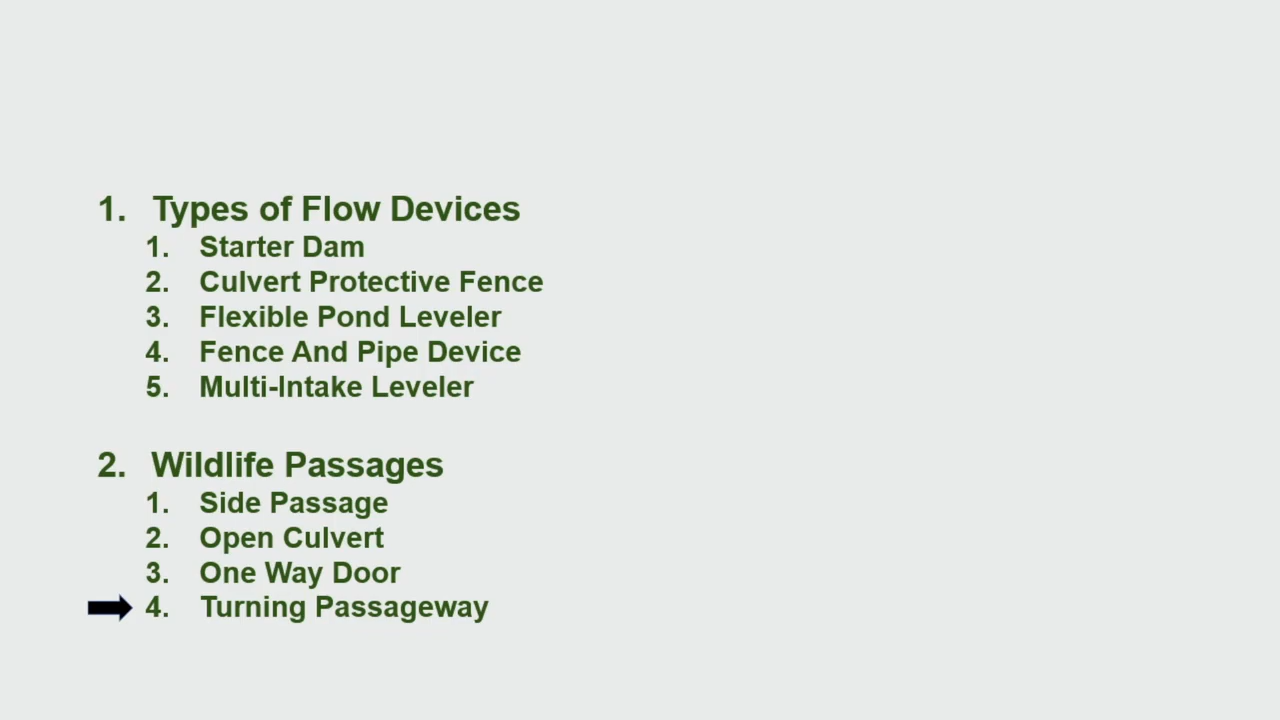 1. Types of Flow Devices
1. Starter Dam
2. Culvert Protective Fence
3. Flexible Pond Leveler
4. Fence And Pipe Device
5. Multi-Intake Leveler
2. Wildlife Passages
1. Side Passage
2. Open Culvert
3. One Way Door
4. Turning Passageway